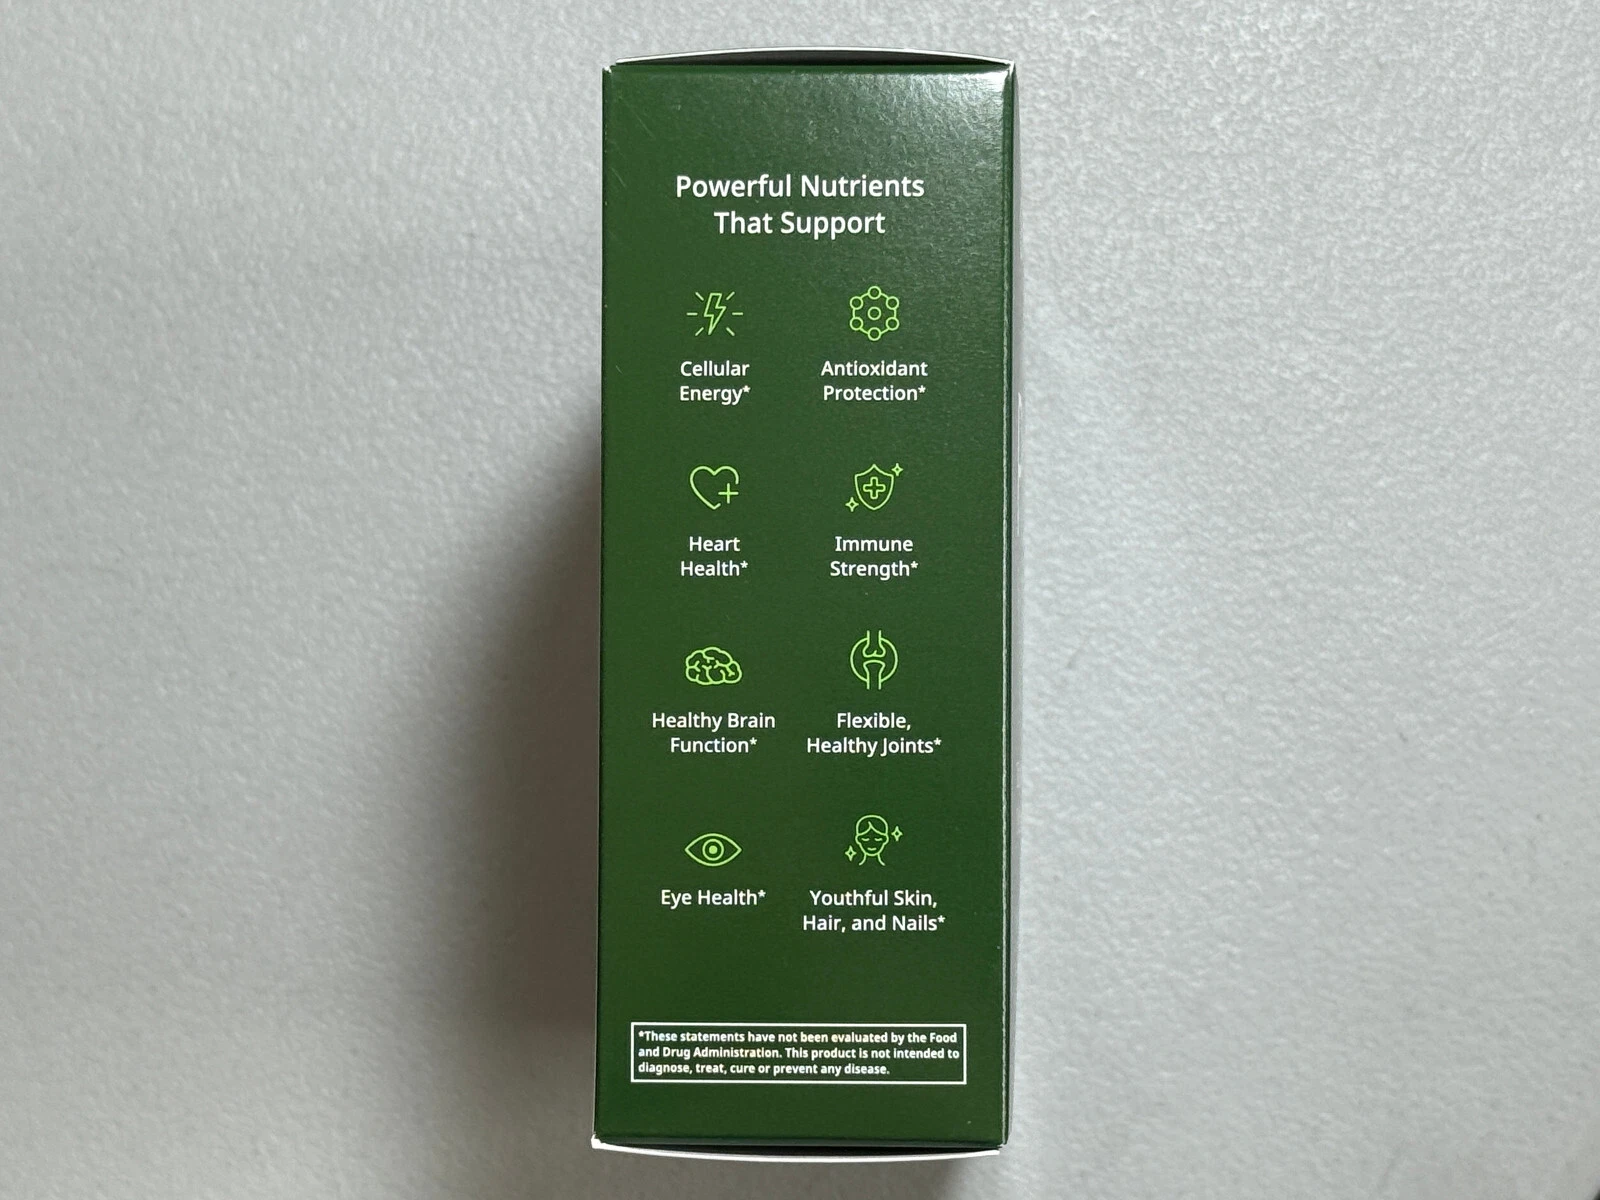 Powerful Nutrients
That Support
Cellular
Energy*
Antioxidant
Protection*
Heart
Health*
Immune
Strength*
Healthy Brain
Function*
Flexible,
Healthy Joints*
Eye Health*
Youthful Skin,
Hair, and Nails*
*These statements have not been evaluated by the Food
and Drug Administration. This product is not intended to
diagnose, treat, cure or prevent any disease.